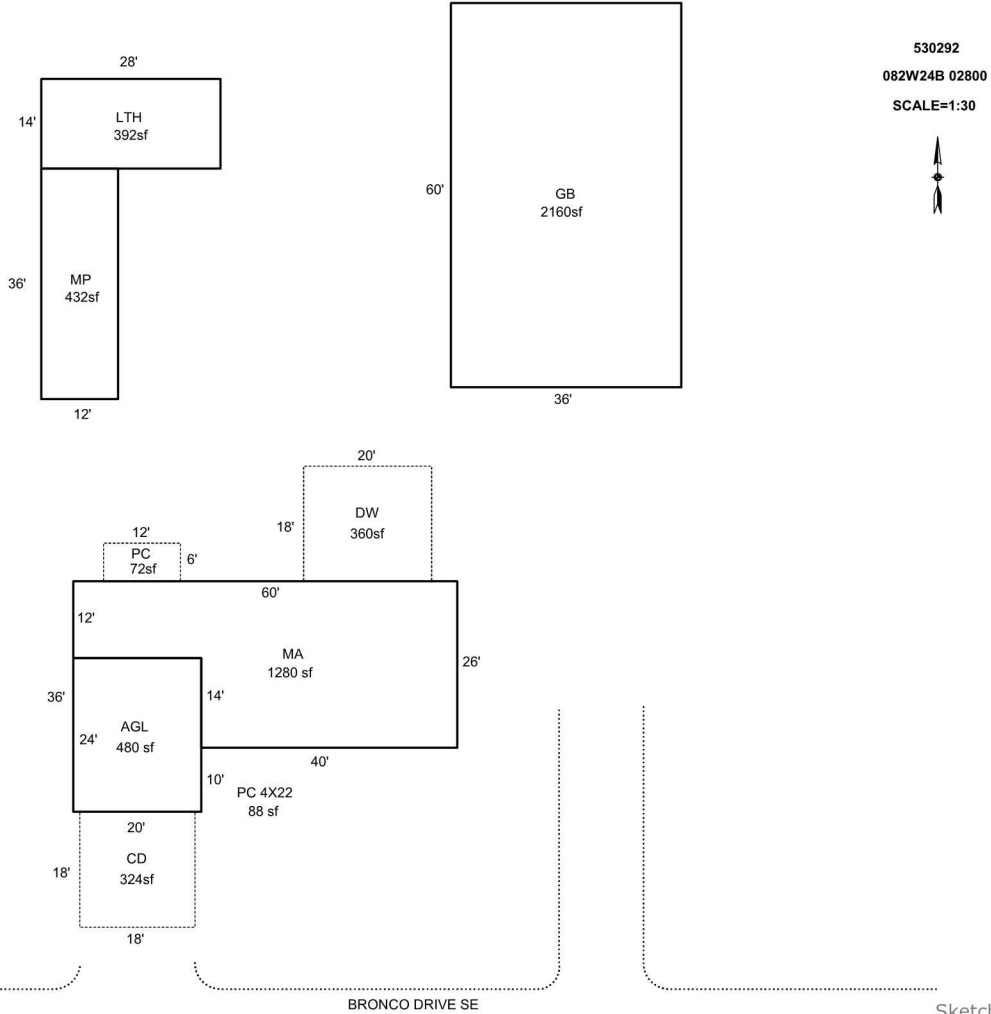 530292
082W24B 02800
SCALE=1:30
28'
14'
LTH
392sf
36'
MP
432sf
12'
60'
GB
2160sf
36'
20'
18'
DW
360sf
12'
PC
72sf
6'
60'
12'
MA
1280 sf
26'
36'
14'
AGL
480 sf
24'
40'
10'
PC 4X22
88 sf
20'
CD
324sf
18'
18'
BRONCO DRIVE SE
Sketch